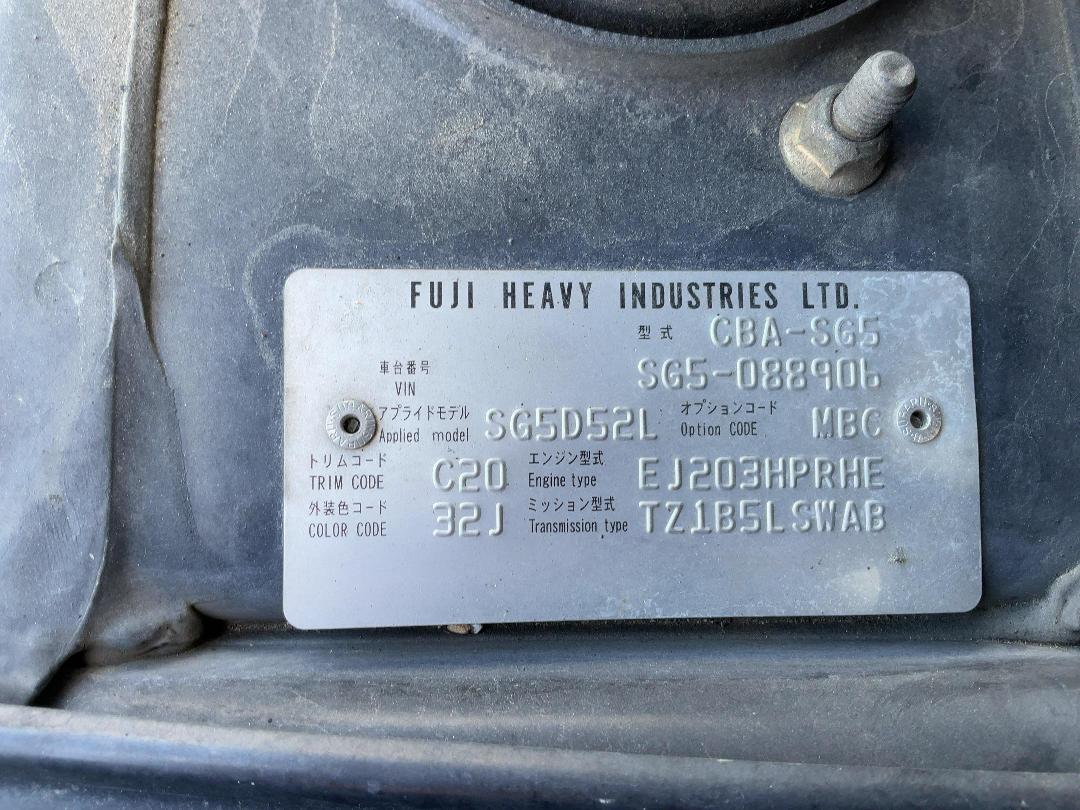 FUJI HEAVY INDUSTRIES LTD.
型式 CBA-SG5
車台番号
VIN SG5-088906
アプライドモデル
Applied model SG5D52L オプションコード
Option CODE MBC
トリムコード
TRIM CODE C20 エンジン型式
Engine type EJ203HPRHE
外装色コード
COLOR CODE 32J ミッション型式
Transmission type TZ1B5LSWAB